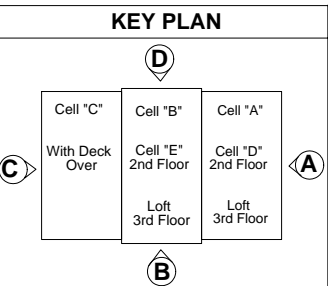 KEY PLAN
D
Cell "C"
With Deck
Over
Cell "B"
Cell "E"
2nd Floor
Loft
3rd Floor
Cell "A"
Cell "D"
2nd Floor
Loft
3rd Floor
C
A
B